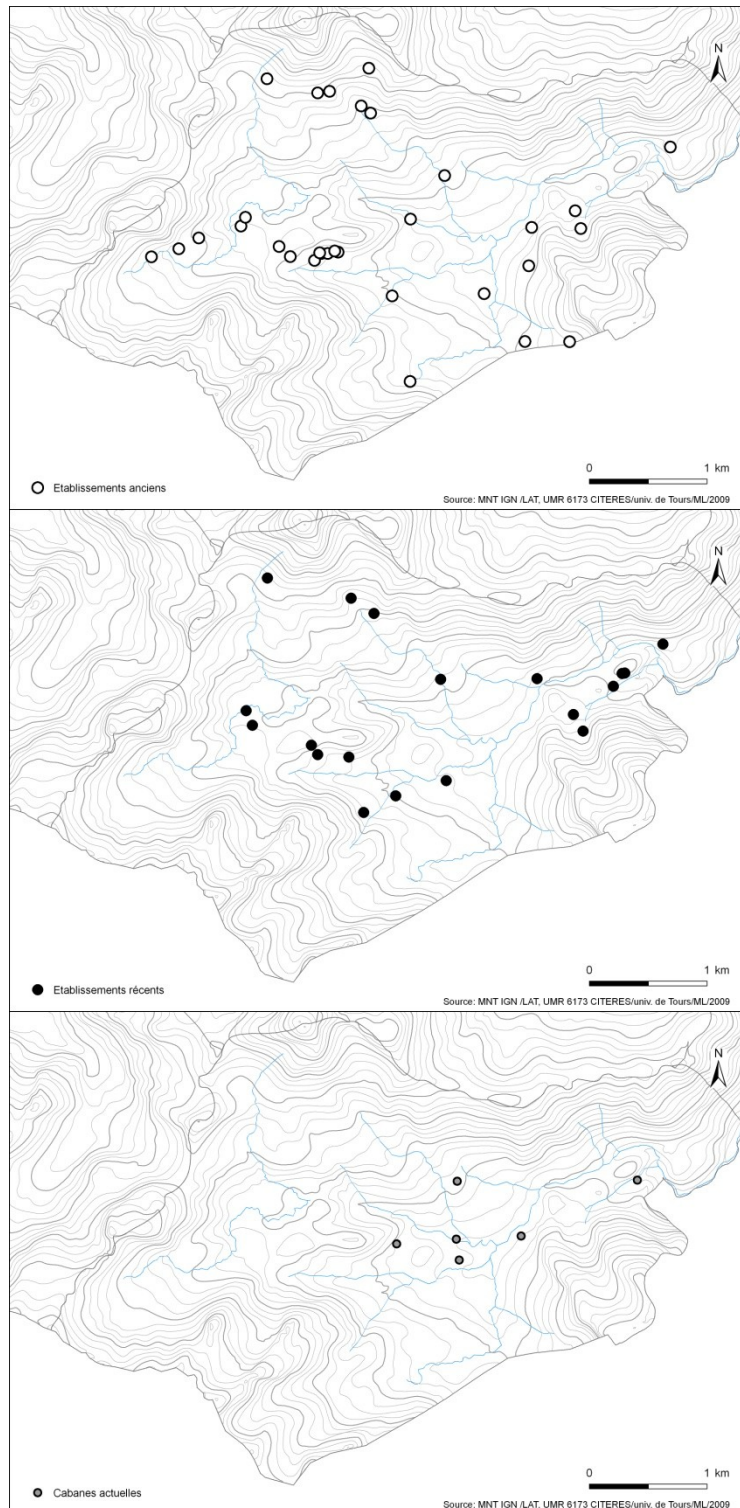 N
0 1 km
Etablissements anciens
Source: MNT IGN /LAT, UMR 6173 CITERES/univ. de Tours/ML/2009
N
0 1 km
Etablissements récents
Source: MNT IGN /LAT, UMR 6173 CITERES/univ. de Tours/ML/2009
N
0 1 km
Cabanes actuelles
Source: MNT IGN /LAT, UMR 6173 CITERES/univ. de Tours/ML/2009